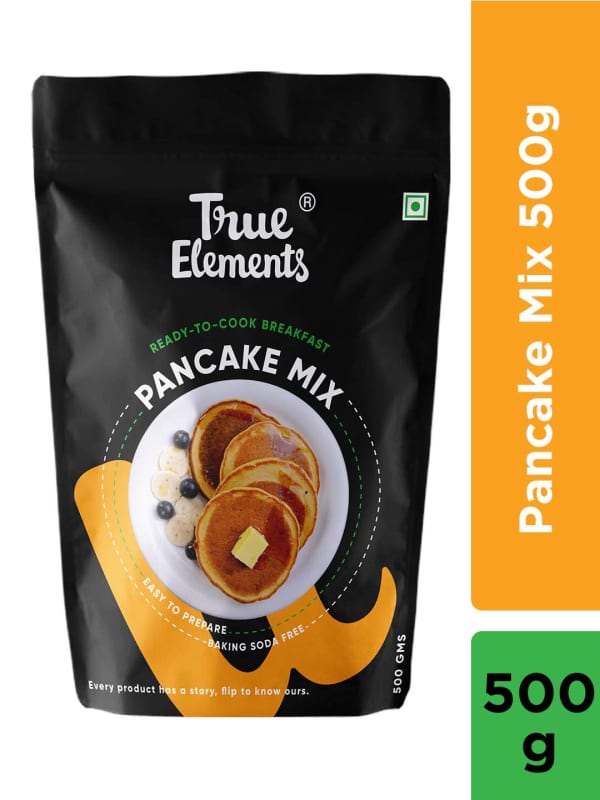 True ®
Elements
READY-TO-COOK BREAKFAST
PANCAKE MIX
EASY TO PREPARE
BAKING SODA FREE
Every product has a story, flip to know ours.
500 GMS
Pancake Mix 500g
500
g